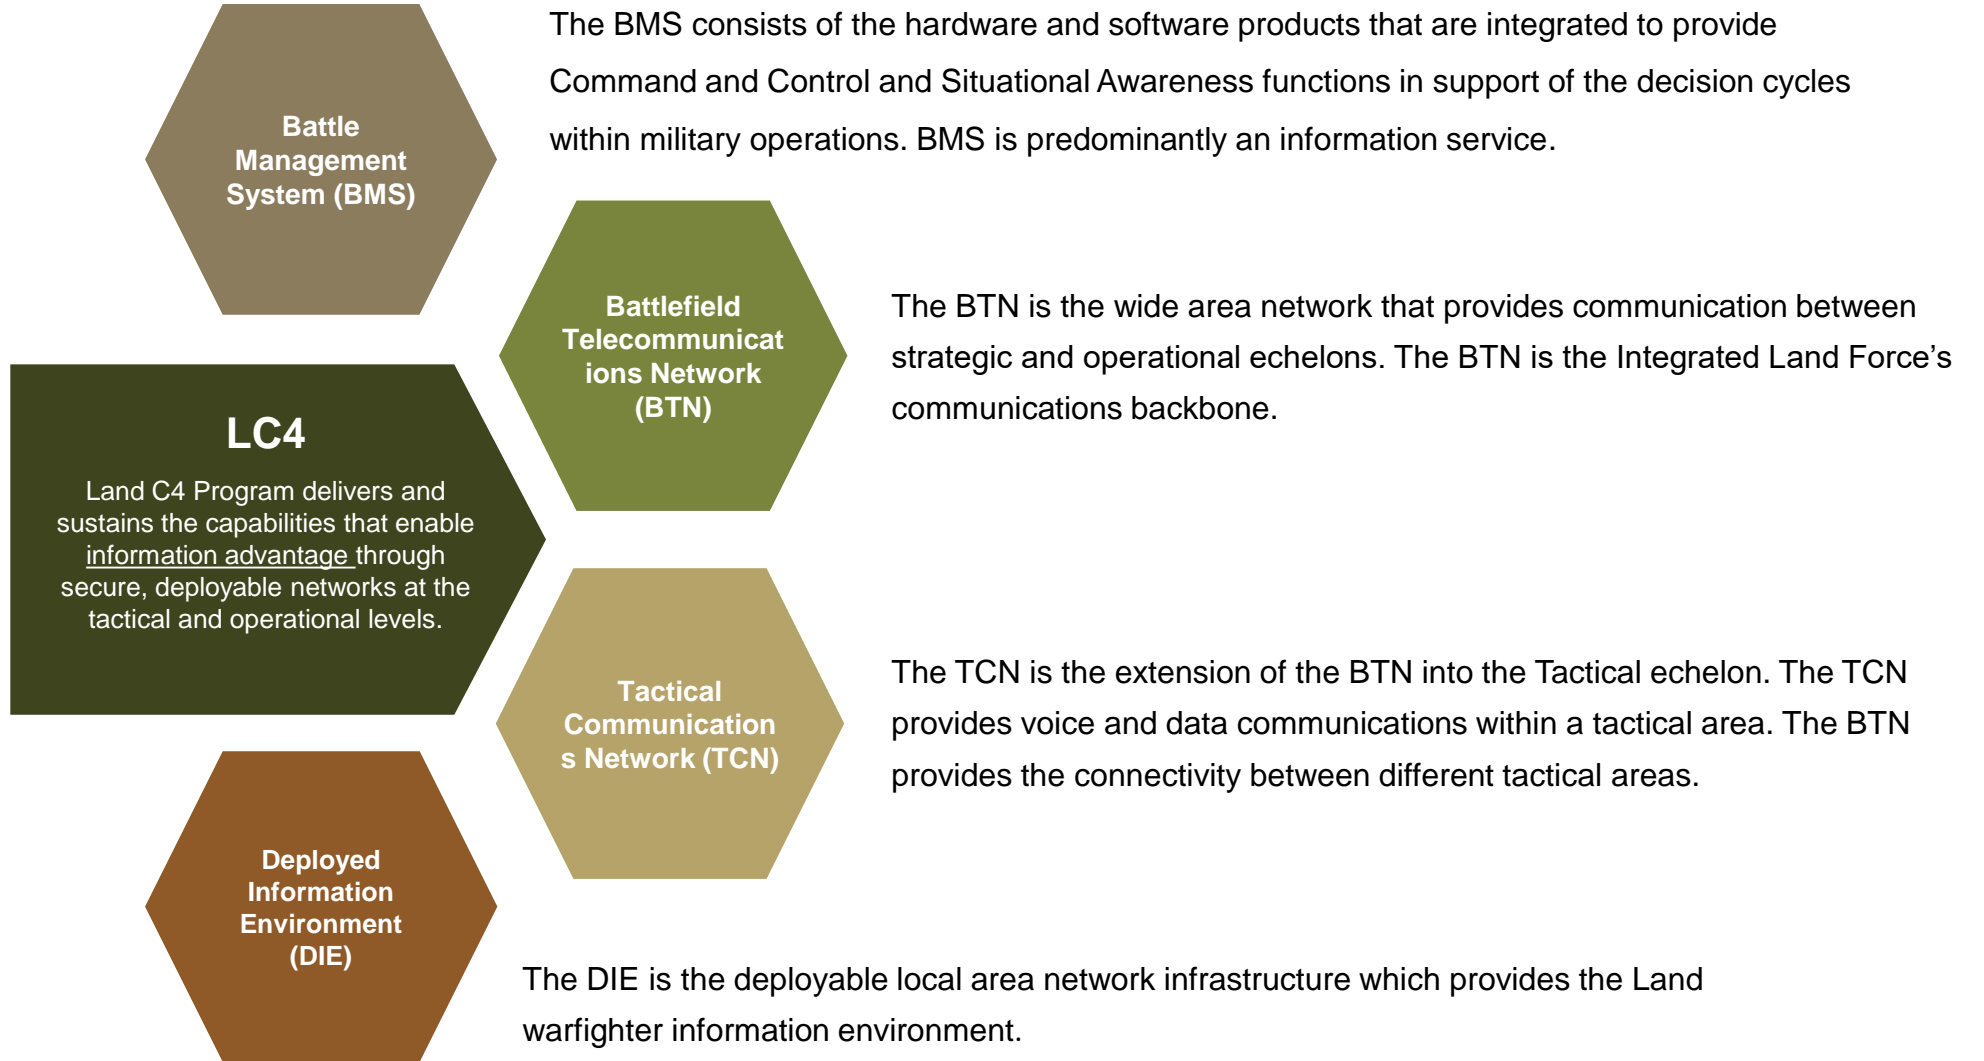 The BMS consists of the hardware and software products that are integrated to provide
Command and Control and Situational Awareness functions in support of the decision cycles
within military operations. BMS is predominantly an information service.
Battle
Management
System (BMS)
Battlefield
Telecommunicat
ions Network
(BTN)
The BTN is the wide area network that provides communication between
strategic and operational echelons. The BTN is the Integrated Land Force’s
communications backbone.
LC4
Land C4 Program delivers and
sustains the capabilities that enable
information advantage through
secure, deployable networks at the
tactical and operational levels.
Tactical
Communication
s Network (TCN)
The TCN is the extension of the BTN into the Tactical echelon. The TCN
provides voice and data communications within a tactical area. The BTN
provides the connectivity between different tactical areas.
Deployed
Information
Environment
(DIE)
The DIE is the deployable local area network infrastructure which provides the Land
warfighter information environment.